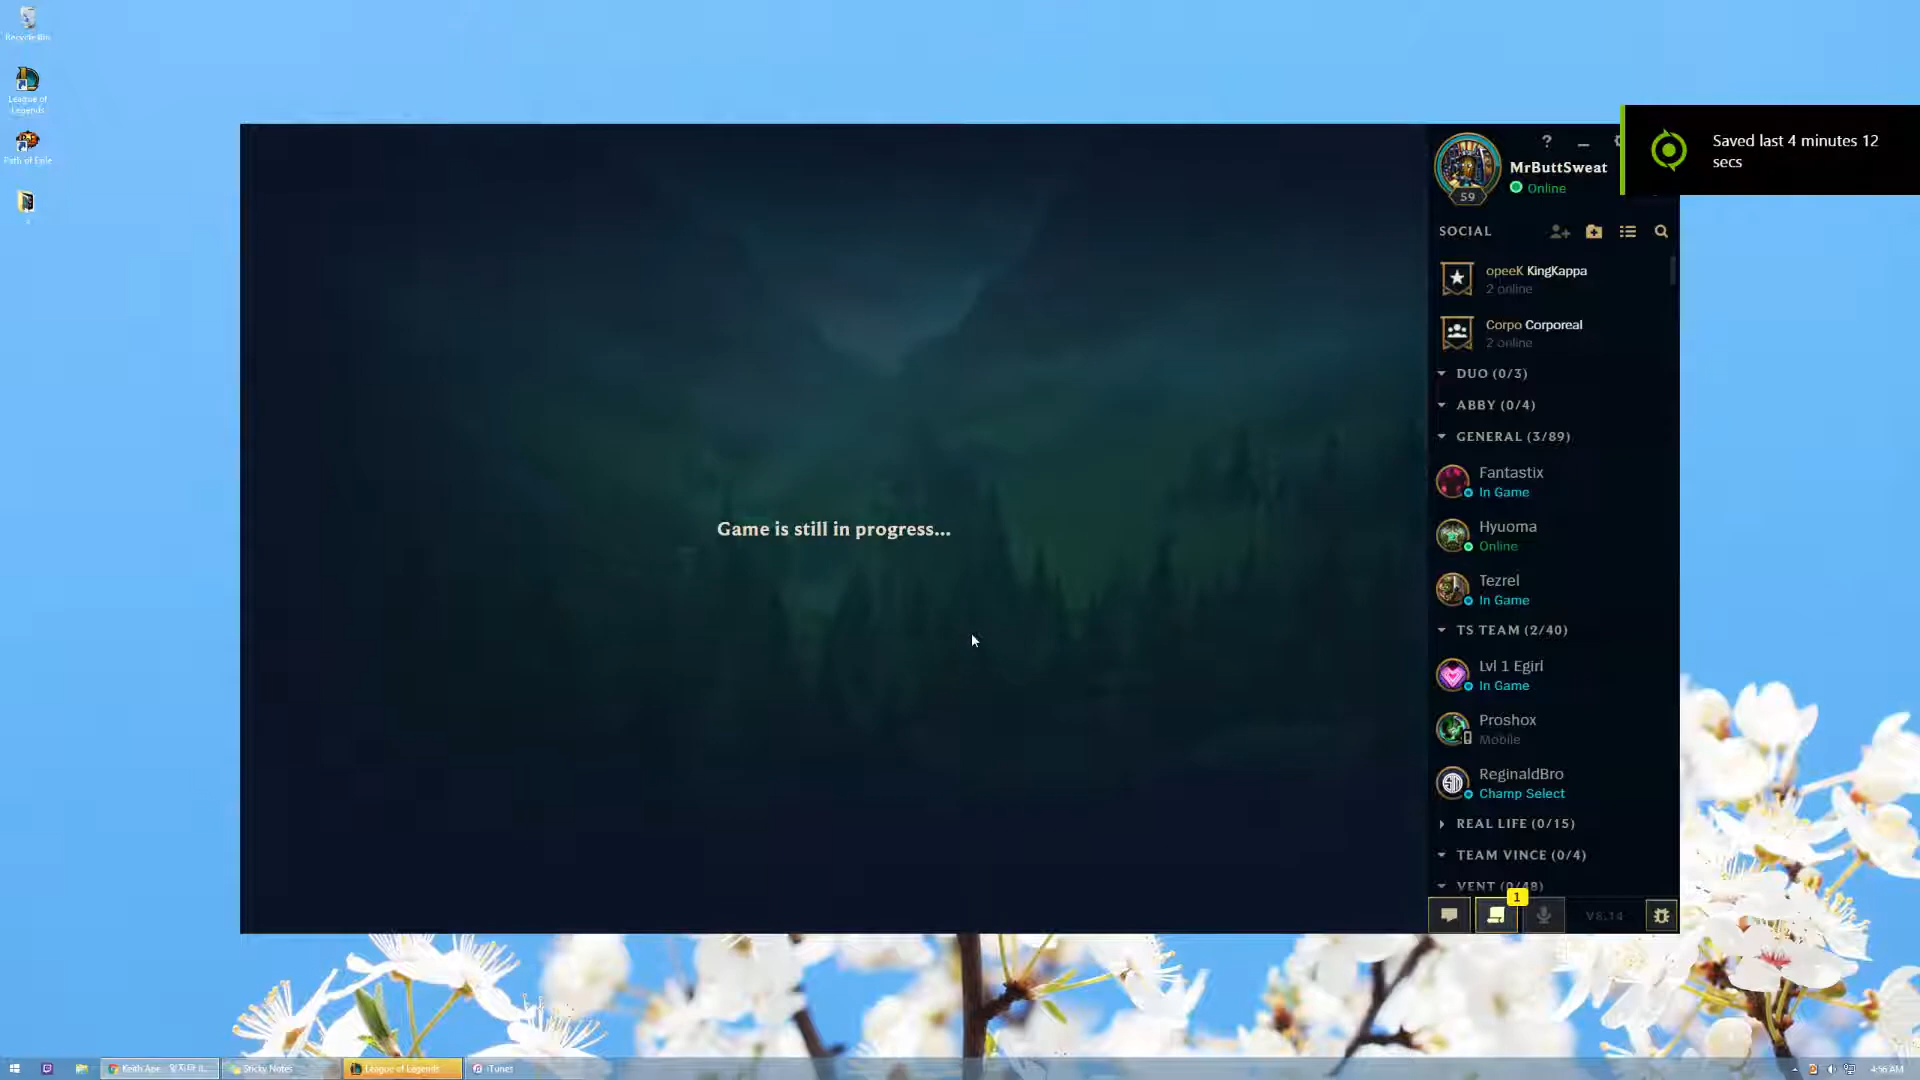 Recycle Bin
League of
Legends
Path of Exile
Game is still in progress...
Saved last 4 minutes 12
secs
?
MrButtSweat
Online
59
SOCIAL
opeeK KingKappa
2 online
Corpo Corporeal
2 online
DUO (0/3)
ABBY (0/4)
GENERAL (3/89)
Fantastix
In Game
Hyuoma
Online
Tezrel
In Game
TS TEAM (2/40)
Lvl 1 Egirl
In Game
Proshox
Mobile
ReginaldBro
Champ Select
REAL LIFE (0/15)
TEAM VINCE (0/4)
VENT (0/48)
1
V8.14
Keith Ape
Sticky Notes
League of Legends
iTunes
4:56 AM